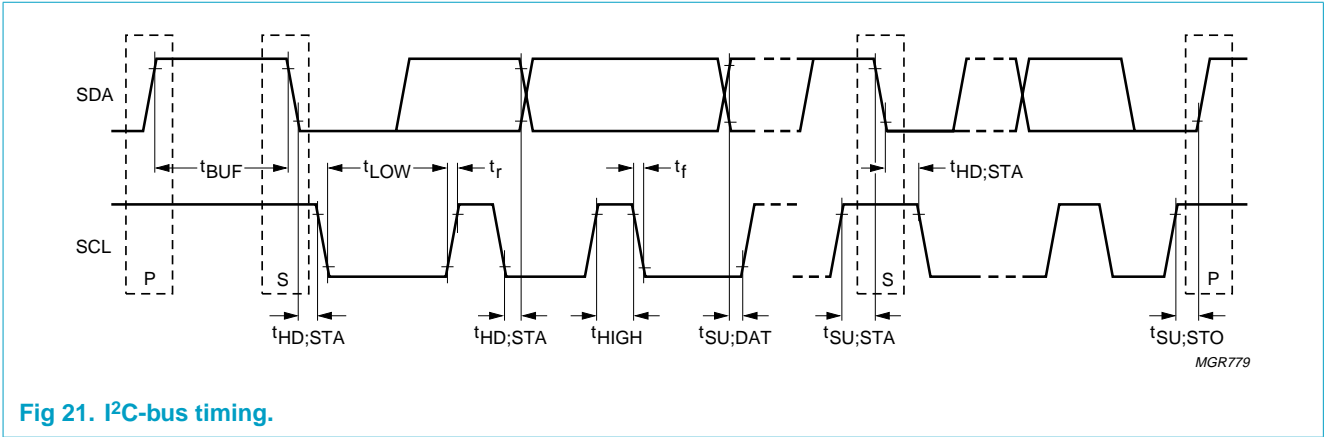 SDA
tBUF
tLOW
tr
tf
tHD;STA
SCL
P
S
S
P
tHD;STA
tHD;STA
tHIGH
tSU;DAT
tSU;STA
tSU;STO
MGR779
Fig 21. I²C-bus timing.